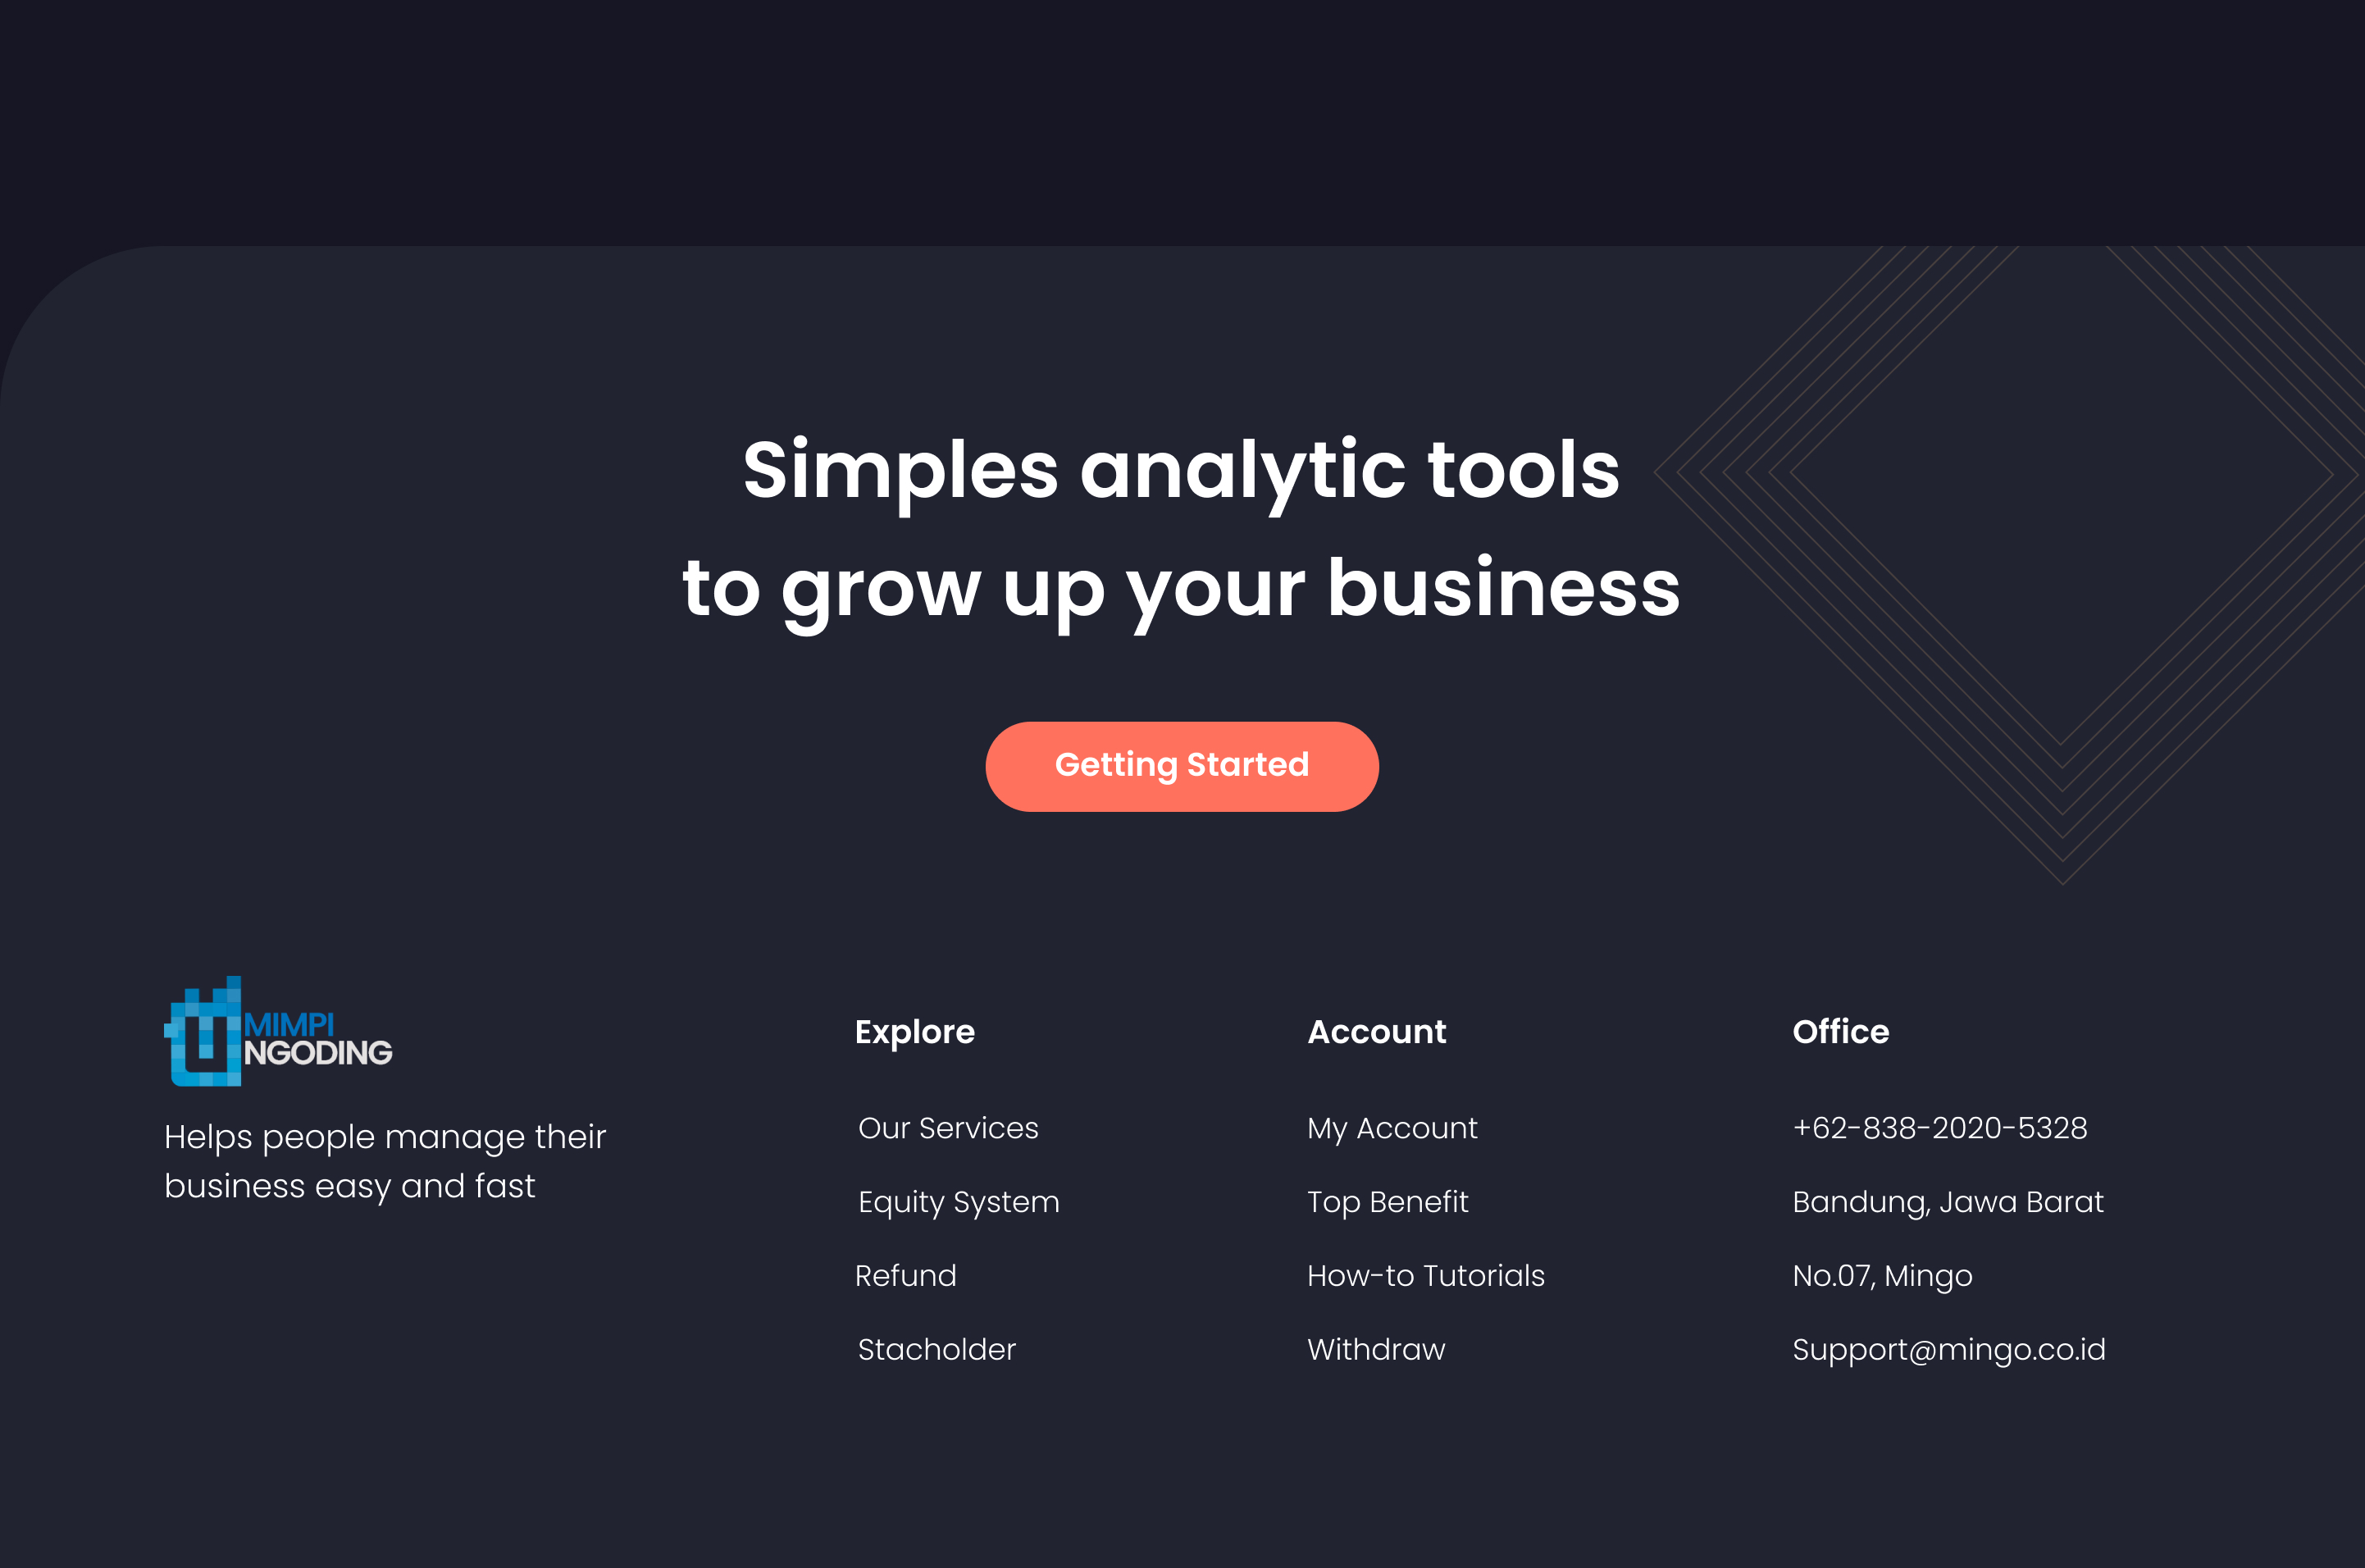 Simples analytic tools
to grow up your business
Getting Started
MIMPI
NGODING
Helps people manage their
business easy and fast
Explore
Our Services
Equity System
Refund
Stacholder
Account
My Account
Top Benefit
How-to Tutorials
Withdraw
Office
+62-838-2020-5328
Bandung, Jawa Barat
No.07, Mingo
Support@mingo.co.id